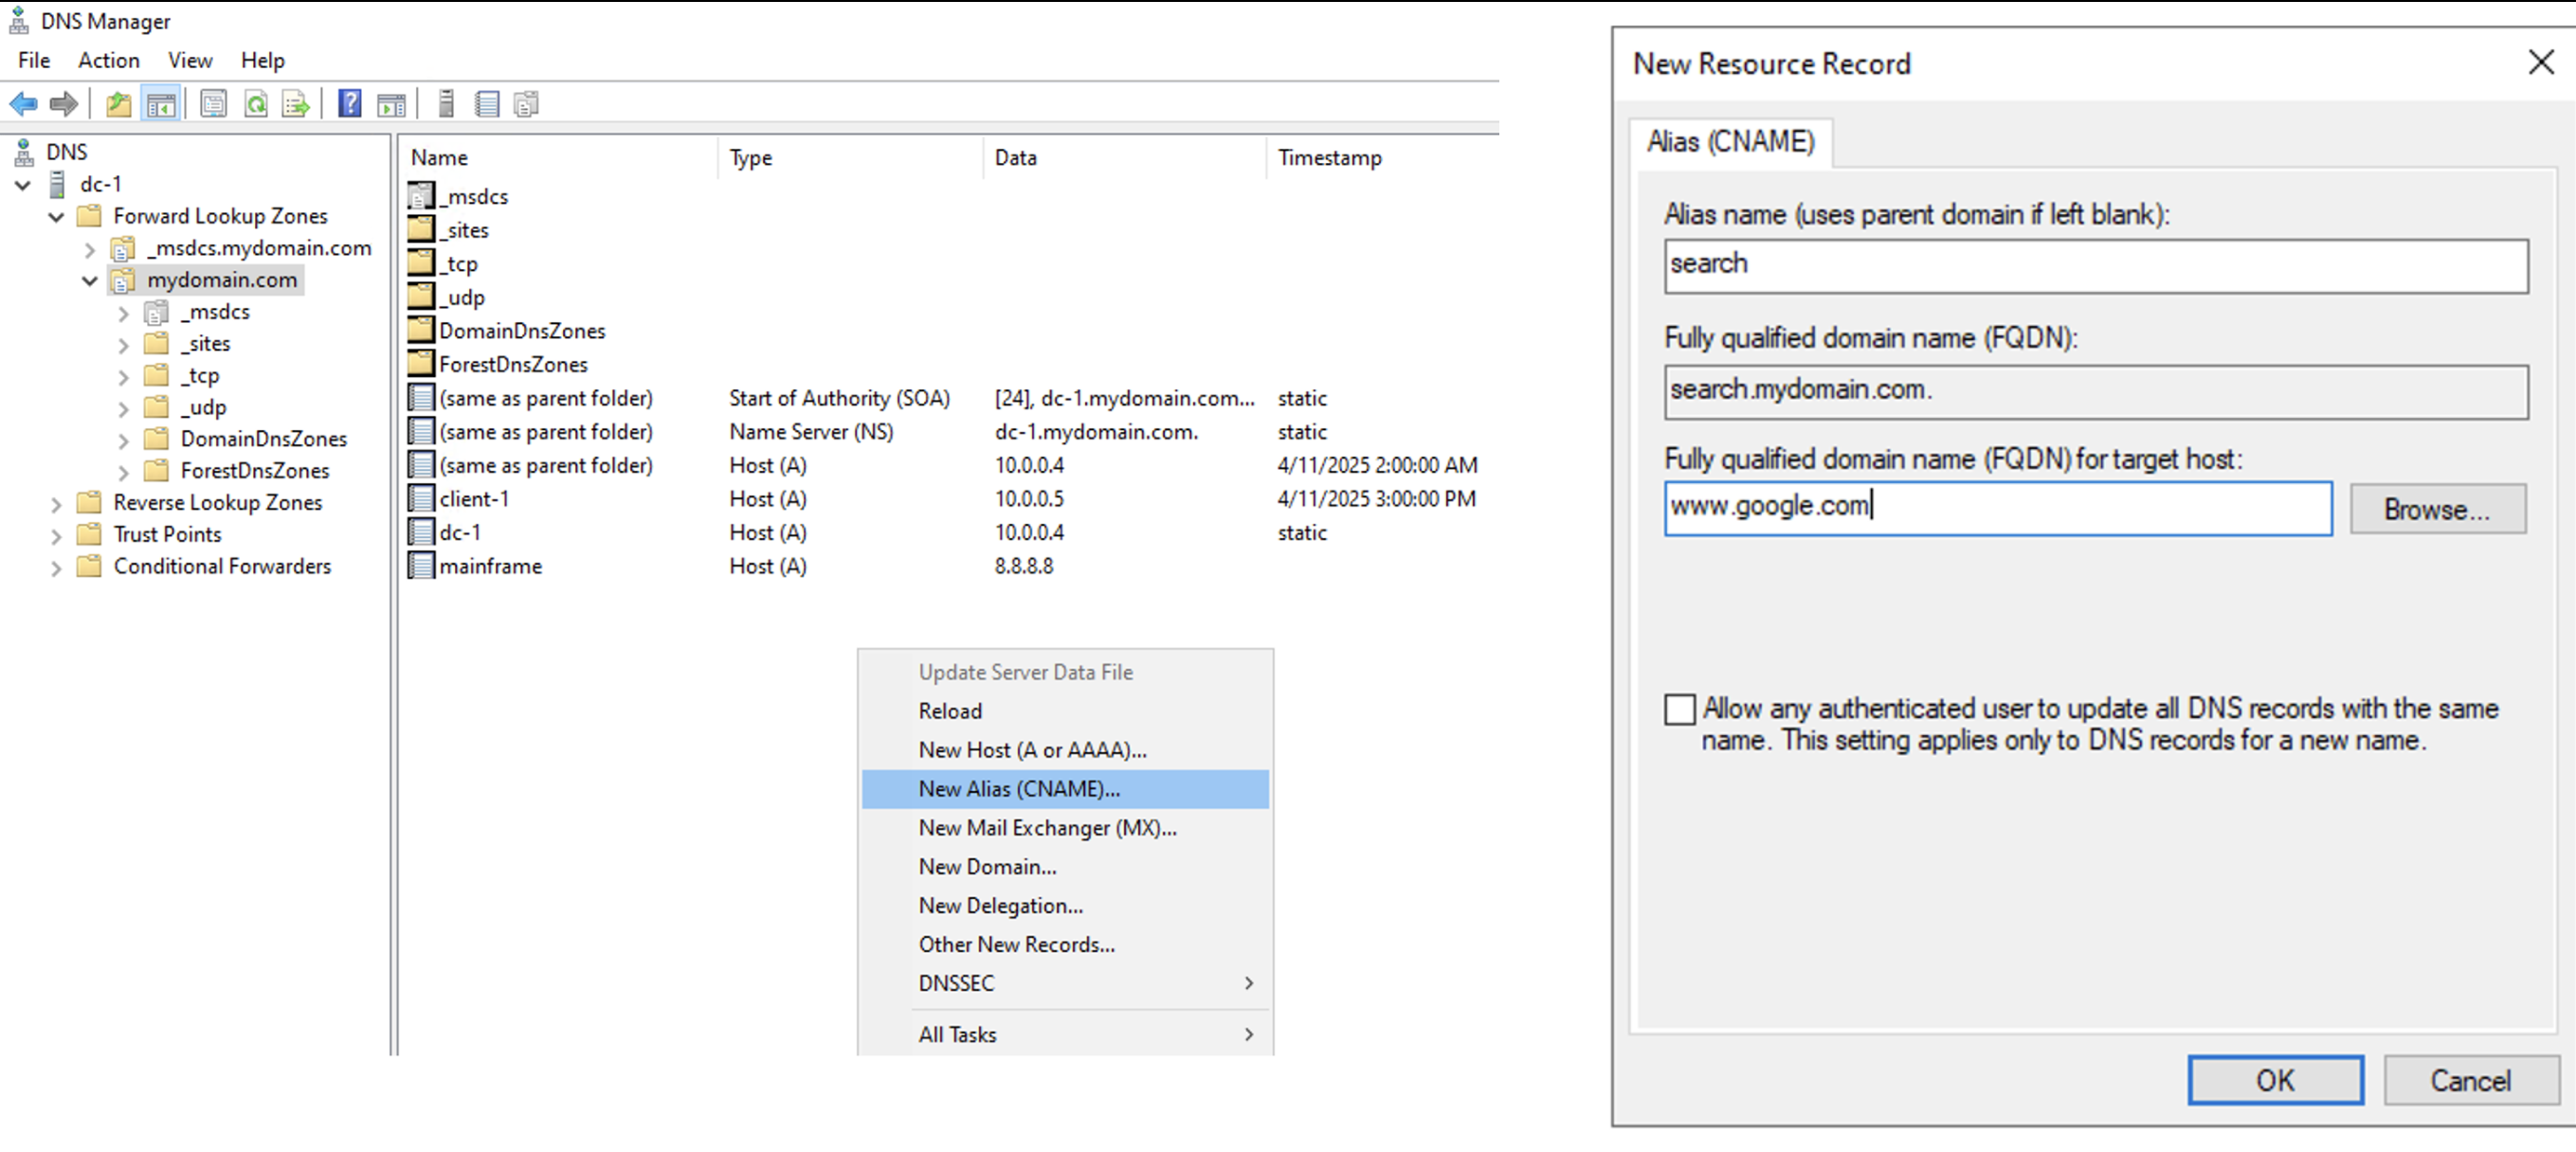 DNS Manager
File Action View Help
DNS
dc-1
Forward Lookup Zones
_msdcs.mydomain.com
mydomain.com
_msdcs
_sites
_tcp
_udp
DomainDnsZones
ForestDnsZones
Reverse Lookup Zones
Trust Points
Conditional Forwarders
Name Type Data Timestamp
_msdcs
_sites
_tcp
_udp
DomainDnsZones
ForestDnsZones
(same as parent folder) Start of Authority (SOA) [24], dc-1.mydomain.com... static
(same as parent folder) Name Server (NS) dc-1.mydomain.com. static
(same as parent folder) Host (A) 10.0.0.4 4/11/2025 2:00:00 AM
client-1 Host (A) 10.0.0.5 4/11/2025 3:00:00 PM
dc-1 Host (A) 10.0.0.4 static
mainframe Host (A) 8.8.8.8
Update Server Data File
Reload
New Host (A or AAAA)...
New Alias (CNAME)...
New Mail Exchanger (MX)...
New Domain...
New Delegation...
Other New Records...
DNSSEC
All Tasks
New Resource Record
Alias (CNAME)
Alias name (uses parent domain if left blank):
search
Fully qualified domain name (FQDN):
search.mydomain.com.
Fully qualified domain name (FQDN) for target host:
www.google.com
Browse...
Allow any authenticated user to update all DNS records with the same
name. This setting applies only to DNS records for a new name.
OK Cancel